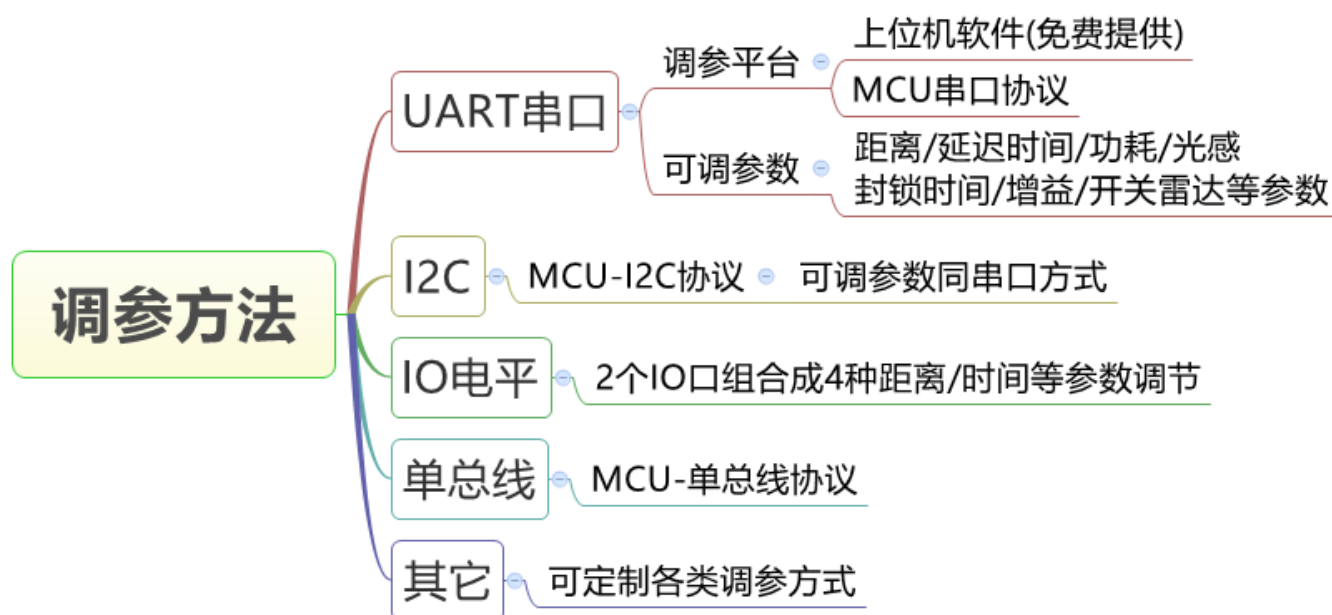 调参方法
UART串口
调参平台
上位机软件(免费提供)
MCU串口协议
可调参数
距离/延迟时间/功耗/光感
封锁时间/增益/开关雷达等参数
I2C
MCU-I2C协议
可调参数同串口方式
IO电平
2个IO口组合成4种距离/时间等参数调节
单总线
MCU-单总线协议
其它
可定制各类调参方式